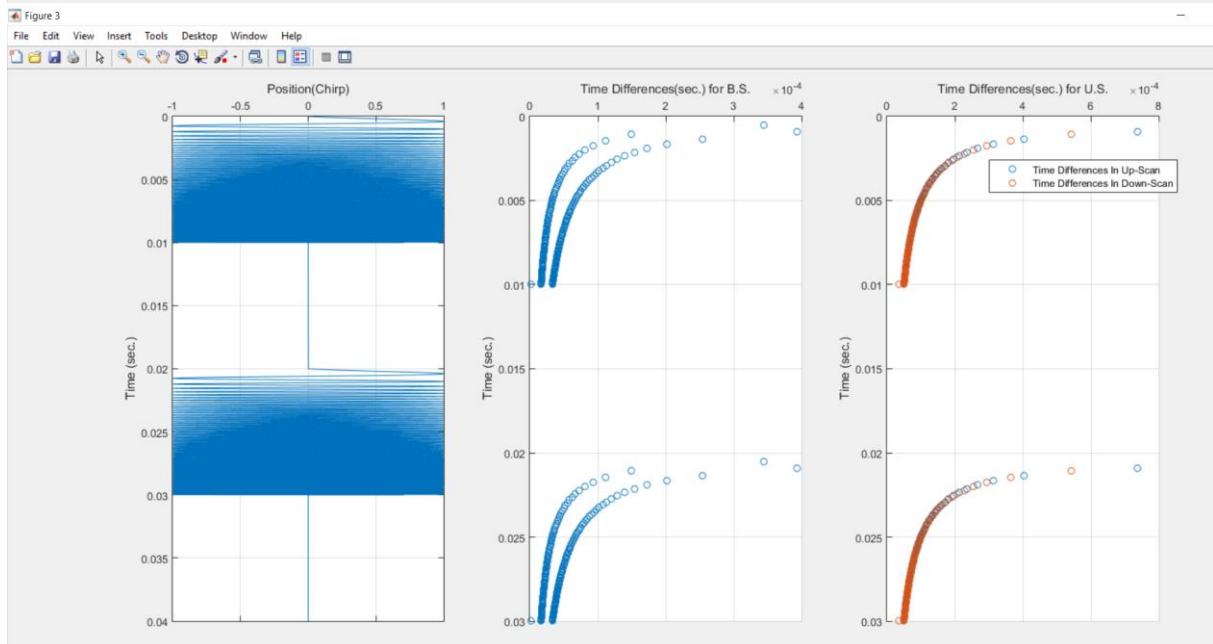 Figure 3
File Edit View Insert Tools Desktop Window Help
Position(Chirp)
-1 -0.5 0 0.5 1
0
0.005
0.01
0.015
0.02
0.025
0.03
0.035
0.04
Time (sec.)
Time Differences(sec.) for B.S. ×10⁻⁴
0 1 2 3 4
0
0.005
0.01
0.015
0.02
0.025
0.03
Time (sec.)
Time Differences(sec.) for U.S. ×10⁻⁴
0 2 4 6 8
0
0.005
0.01
0.015
0.02
0.025
0.03
Time (sec.)
Time Differences In Up-Scan
Time Differences In Down-Scan